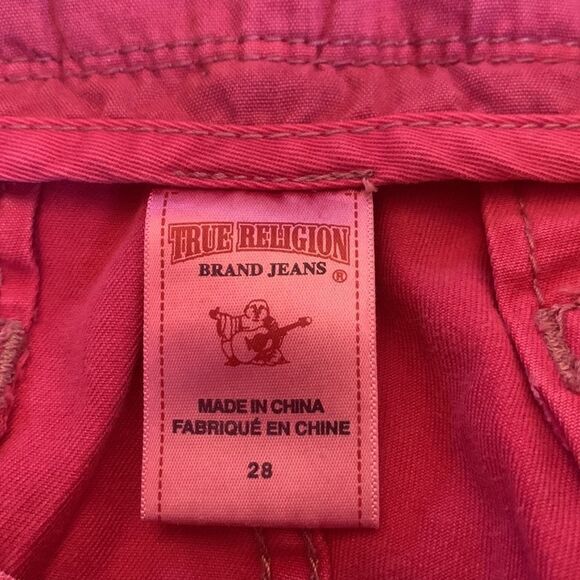 TRUE RELIGION
BRAND JEANS ®
MADE IN CHINA
FABRIQUÉ EN CHINE
28